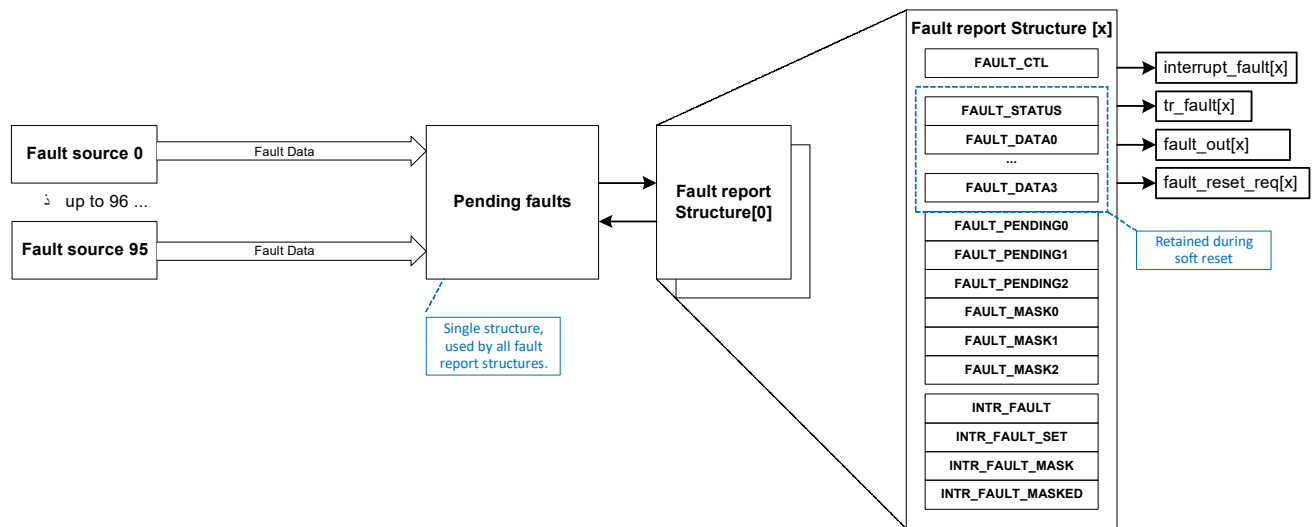 Fault report Structure [x]
FAULT_CTL
interrupt_fault[x]
FAULT_STATUS
tr_fault[x]
FAULT_DATA0
fault_out[x]
...
FAULT_DATA3
fault_reset_req[x]
Fault source 0
Fault Data
up to 96 ...
Fault source 95
Fault Data
Pending faults
Fault report
Structure[0]
Single structure,
used by all fault
report structures.
FAULT_PENDING0
FAULT_PENDING1
FAULT_PENDING2
Retained during
soft reset
FAULT_MASK0
FAULT_MASK1
FAULT_MASK2
INTR_FAULT
INTR_FAULT_SET
INTR_FAULT_MASK
INTR_FAULT_MASKED